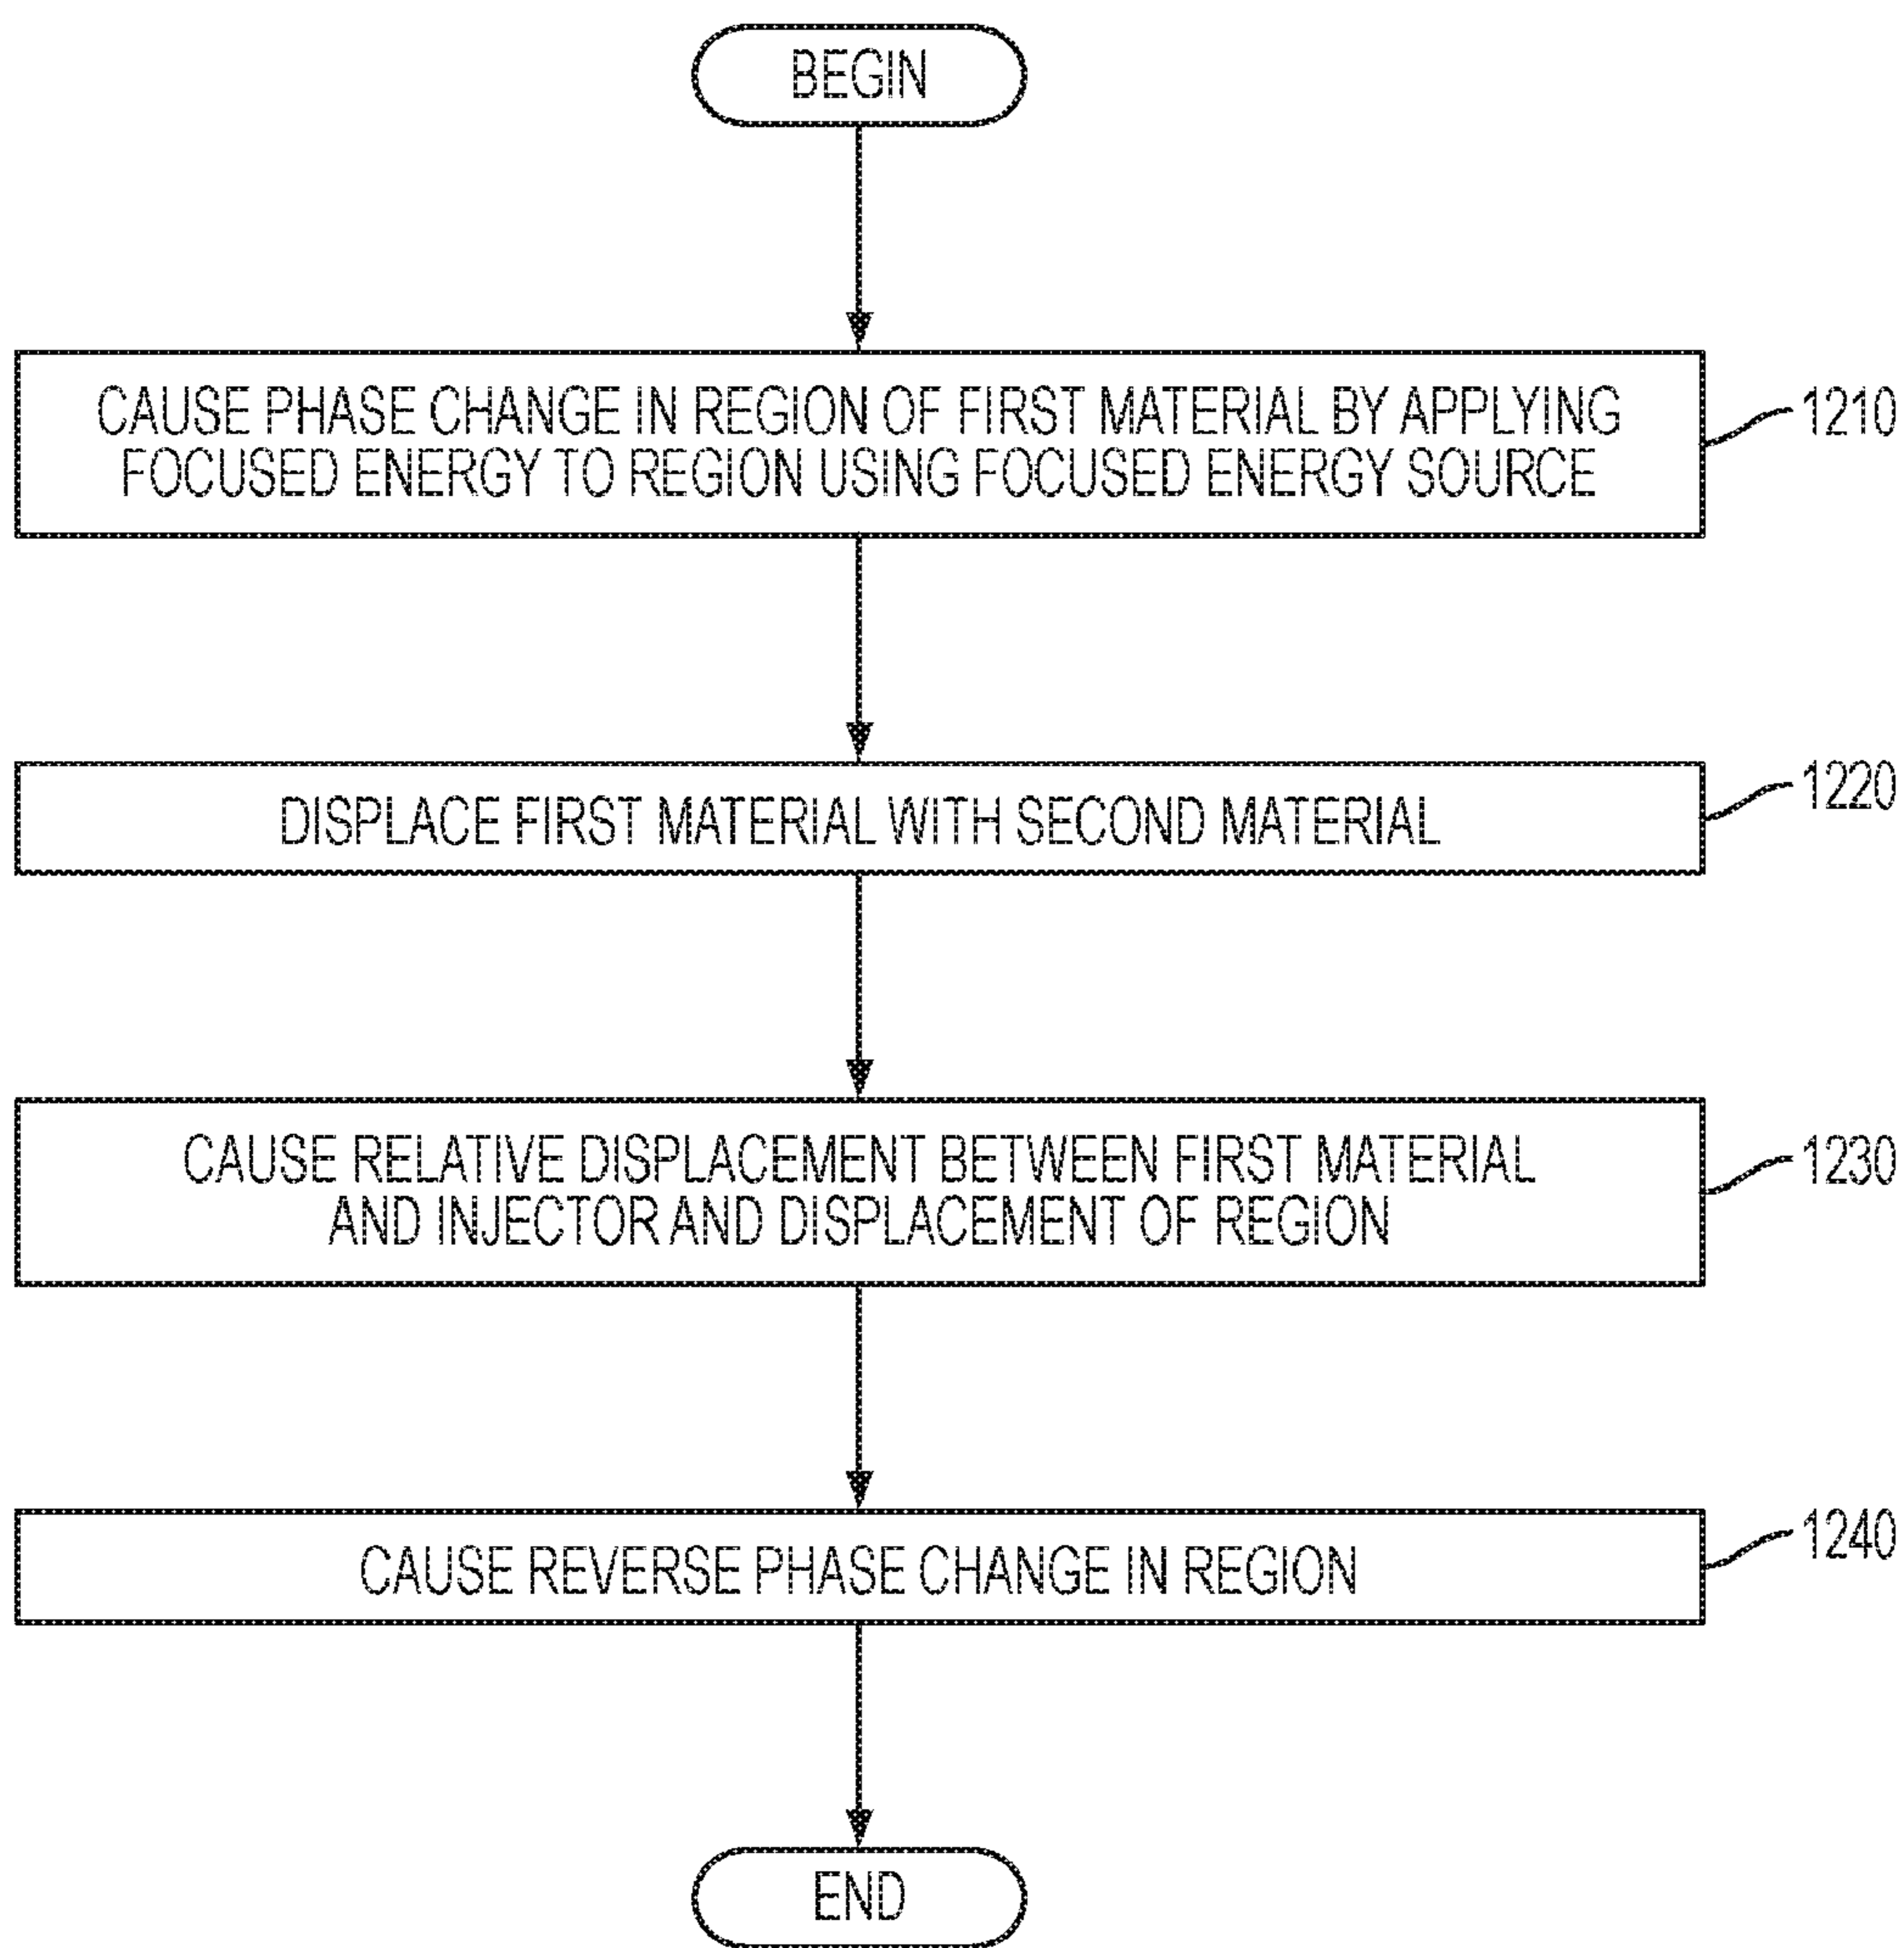 BEGIN
CAUSE PHASE CHANGE IN REGION OF FIRST MATERIAL BY APPLYING
FOCUSED ENERGY TO REGION USING FOCUSED ENERGY SOURCE
1210
DISPLACE FIRST MATERIAL WITH SECOND MATERIAL
1220
CAUSE RELATIVE DISPLACEMENT BETWEEN FIRST MATERIAL
AND INJECTOR AND DISPLACEMENT OF REGION
1230
CAUSE REVERSE PHASE CHANGE IN REGION
1240
END